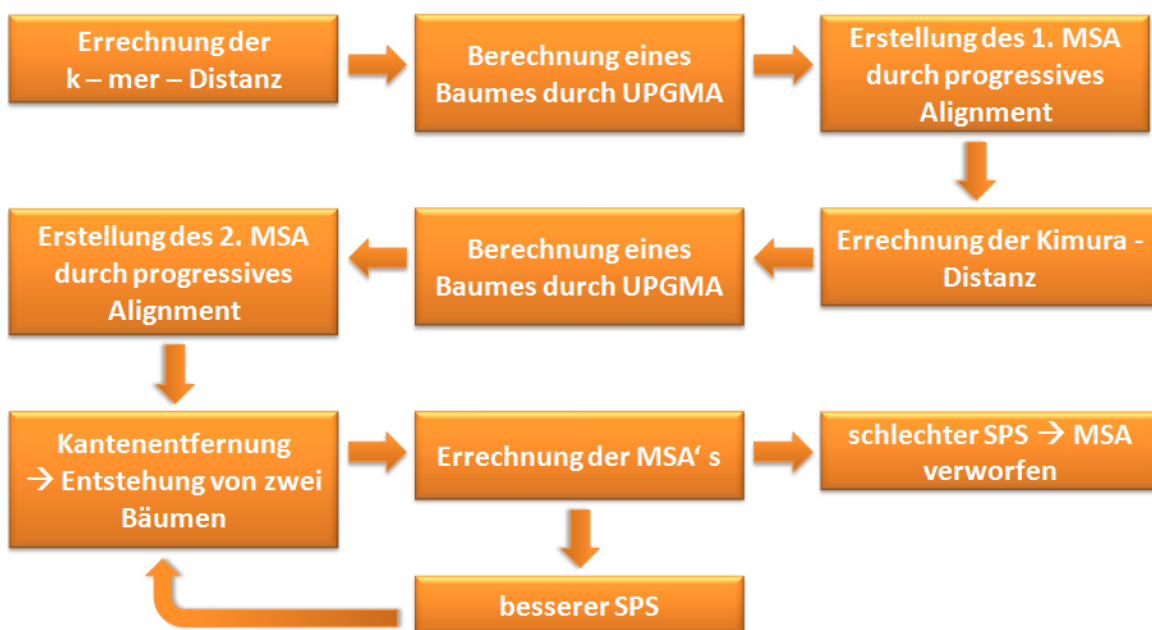 Errechnung der
k – mer – Distanz
Berechnung eines
Baumes durch UPGMA
Erstellung des 1. MSA
durch progressives
Alignment
Errechnung der Kimura -
Distanz
Berechnung eines
Baumes durch UPGMA
Erstellung des 2. MSA
durch progressives
Alignment
Kantenentfernung
→ Entstehung von zwei
Bäumen
Errechnung der MSA‘ s
schlechter SPS → MSA
verworfen
besserer SPS